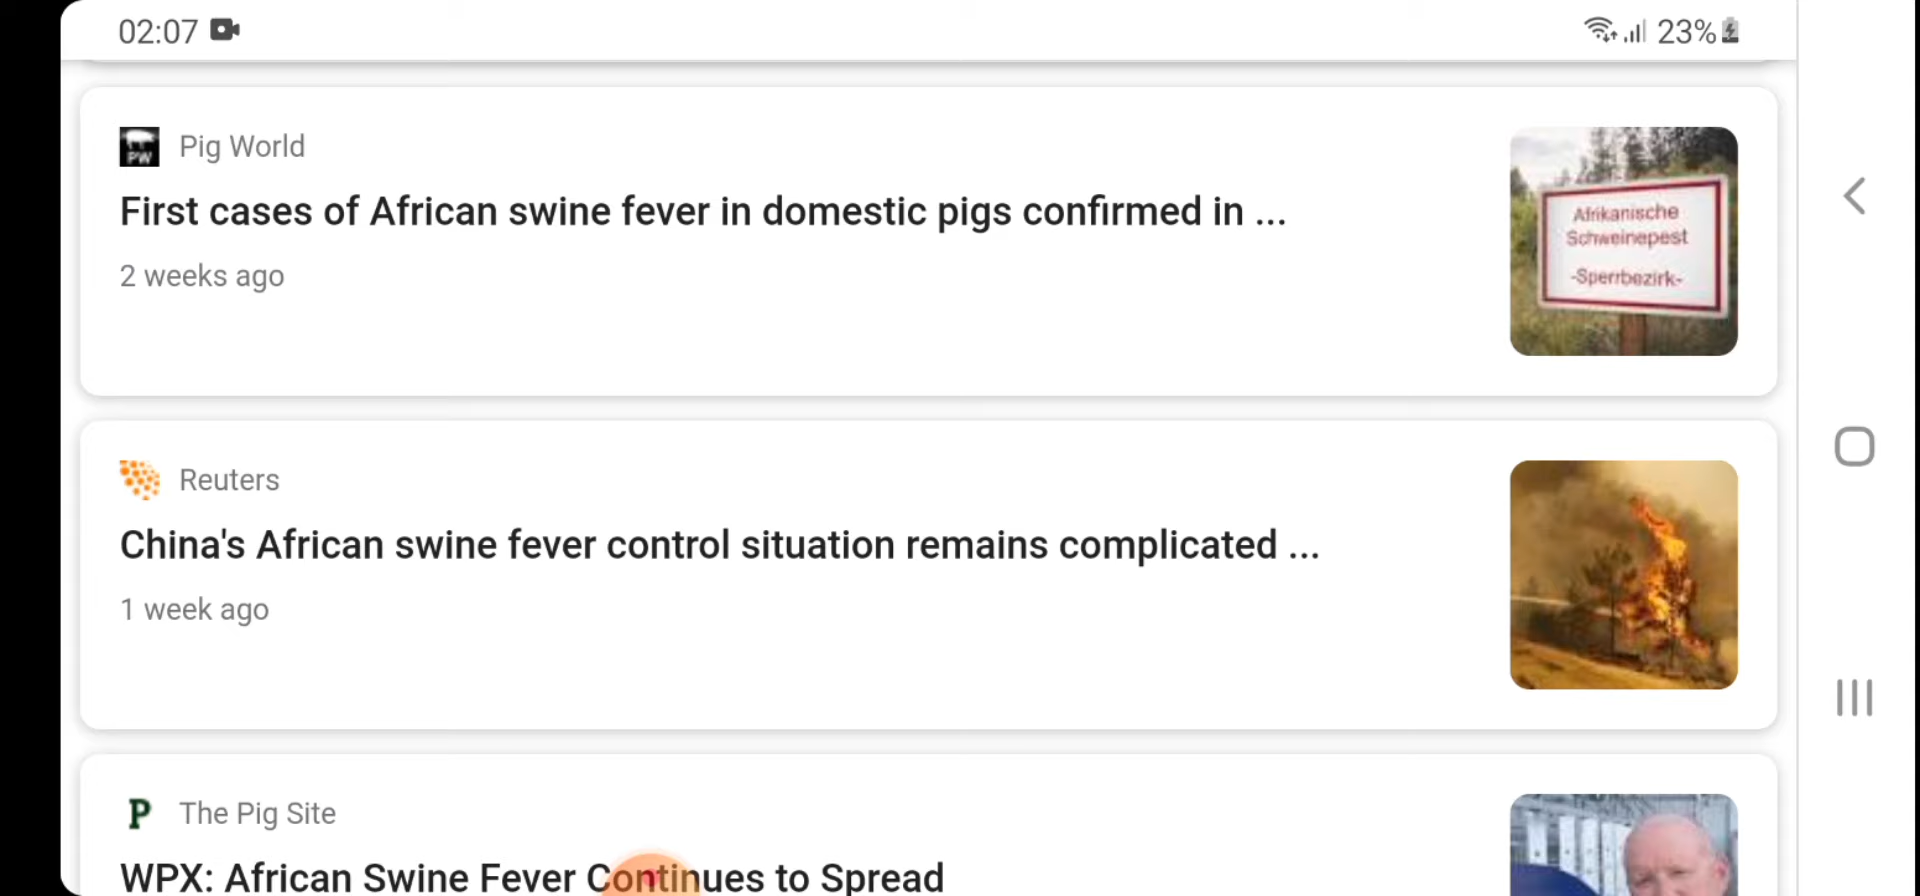 02:07
23%
PW
Pig World
First cases of African swine fever in domestic pigs confirmed in ...
2 weeks ago
Afrikanische
Schweinepest
-Sperrbezirk-
Reuters
China's African swine fever control situation remains complicated ...
1 week ago
P
The Pig Site
WPX: African Swine Fever Continues to Spread